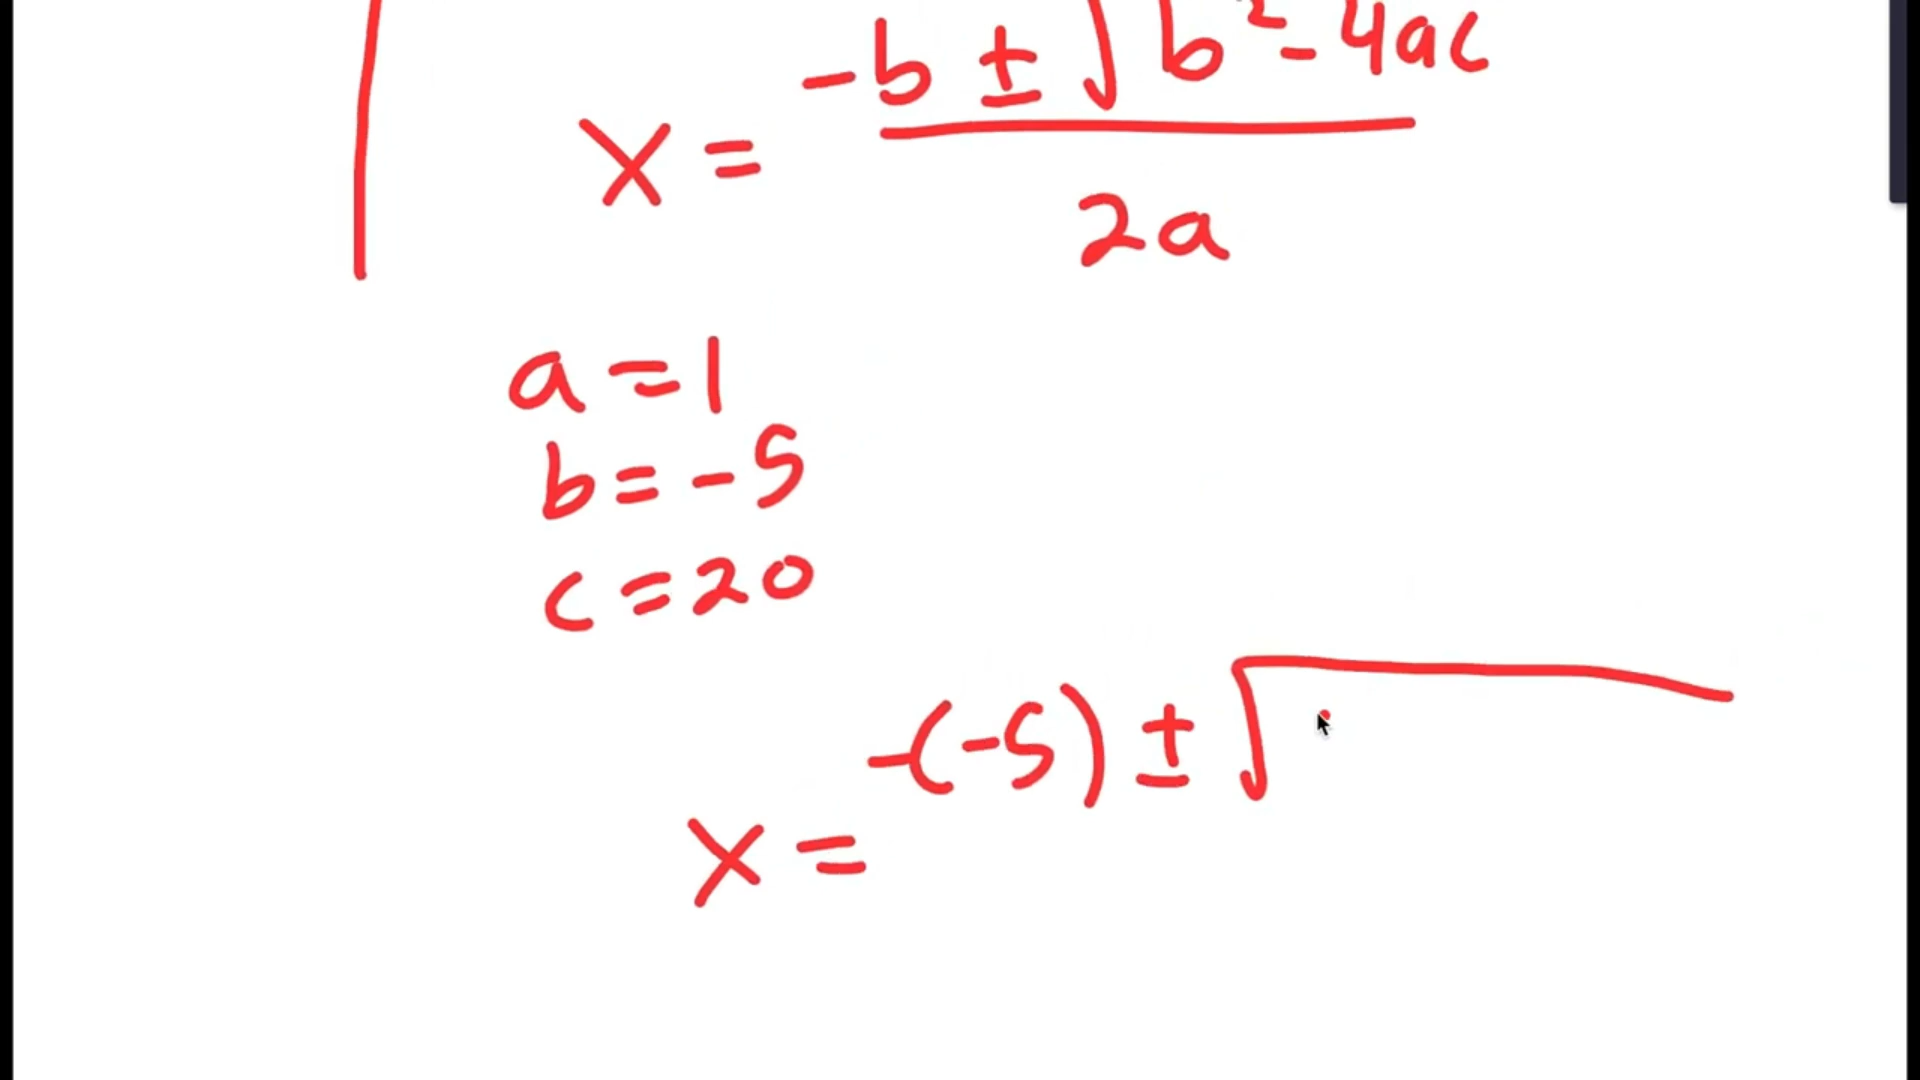 x = -b ± √b² - 4ac
2a
a = 1
b = -5
c = 20
x = -(-5) ± √